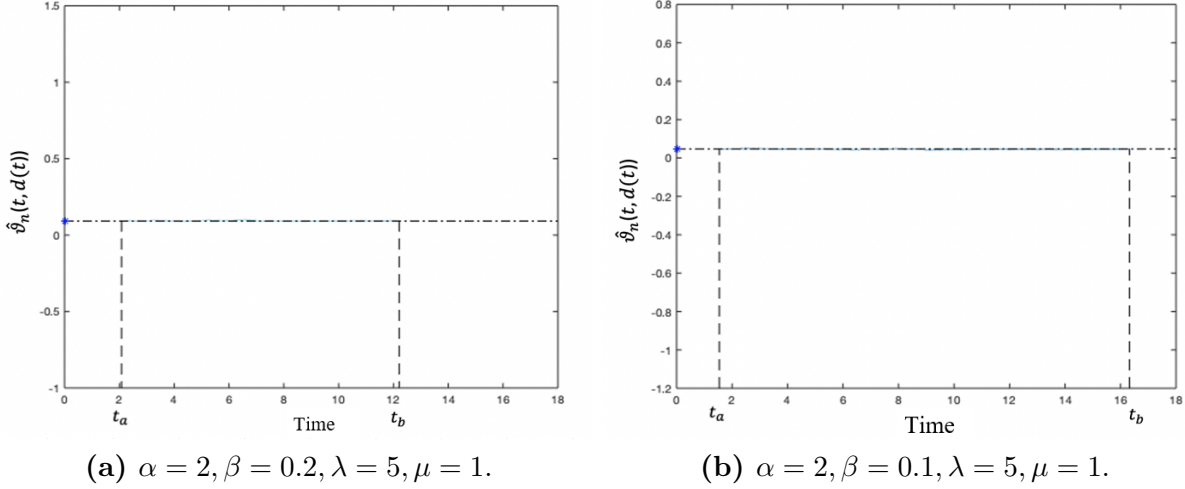 1.5
1
0.5
0
-0.5
-1
ϑ̂ₙ(t, d(t))
0 2 4 6 8 10 12 14 16 18
tₐ Time t_b
(a) α = 2, β = 0.2, λ = 5, μ = 1.
0.8
0.6
0.4
0.2
0
-0.2
-0.4
-0.6
-0.8
-1
-1.2
ϑ̂ₙ(t, d(t))
0 2 4 6 8 10 12 14 16 18
tₐ Time t_b
(b) α = 2, β = 0.1, λ = 5, μ = 1.